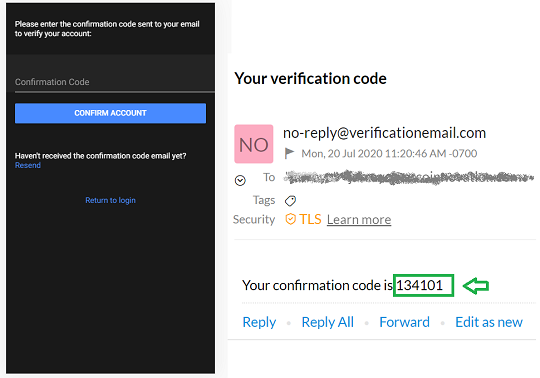 Please enter the confirmation code sent to your email
to verify your account:
Confirmation Code
CONFIRM ACCOUNT
Haven't received the confirmation code email yet?
Resend
Return to login
Your verification code
NO
no-reply@verificationemail.com
Mon, 20 Jul 2020 11:20:46 AM -0700
To
Tags
Security TLS Learn more
Your confirmation code is 134101
Reply Reply All Forward Edit as new